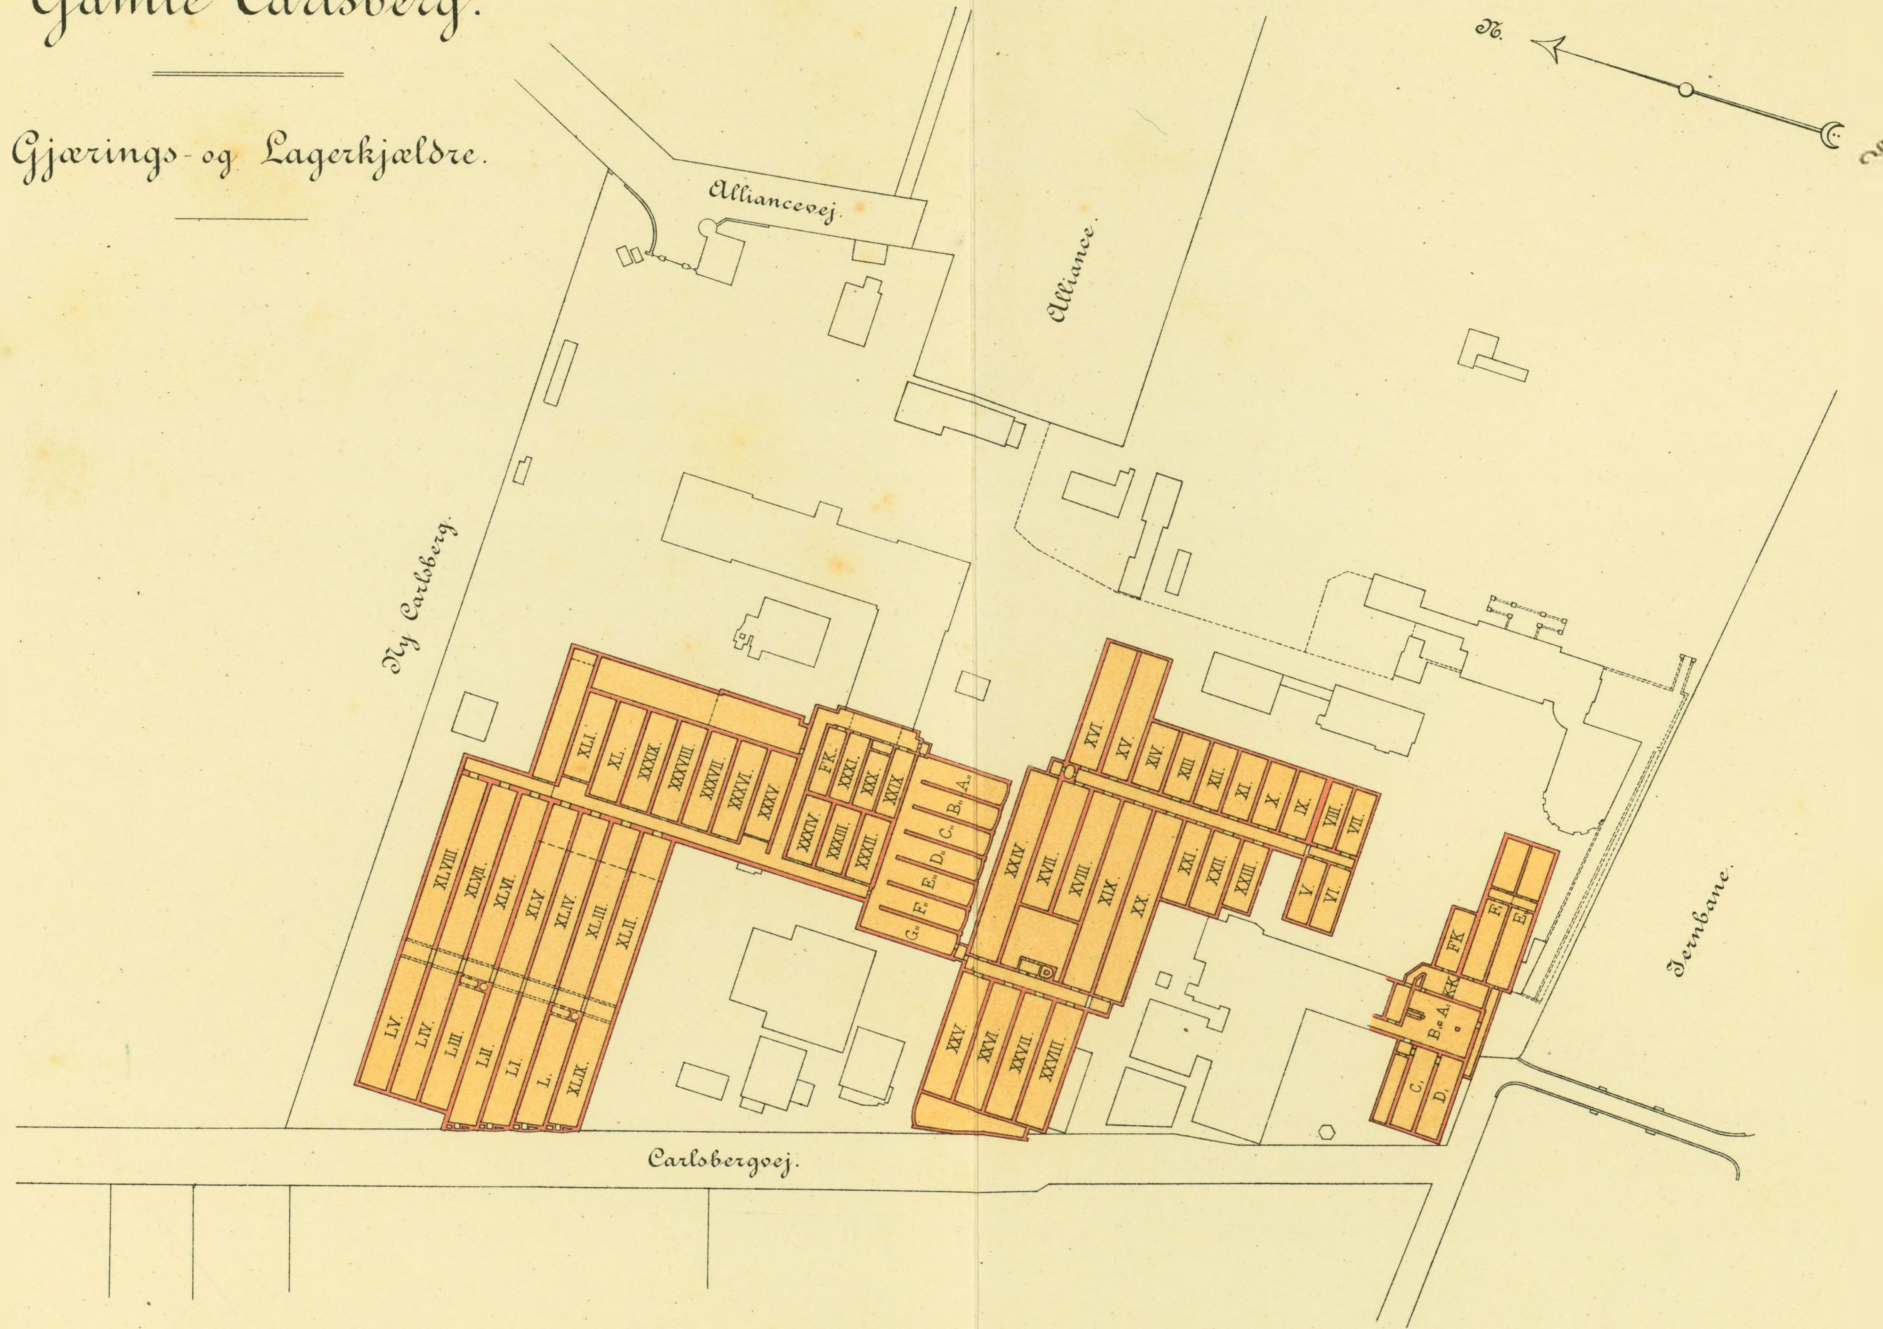 Gamle Carlsberg.
Gjærings- og Lagerkjældre.
N.
Alliancevej.
Alliance.
Ny Carlsberg.
Jernbane.
Carlsbergvej.
XLI.
XL.
XXXIX.
XXXVIII.
XXXVII.
XXXVI.
XXXV.
FK.
XXXI.
XXX.
XXIX
XXXIV.
XXXIII.
XXXII.
A.
B.
C.
D.
E.
F.
G.
XLVIII.
XLVII.
XLVI.
XLV.
XLIV.
XLIII.
XLII.
LV.
LIV.
LIII.
LII.
LI.
L.
XLIX.
XVI.
XV.
XIV.
XIII
XII.
XI.
X.
IX.
VIII.
VII.
XXIV.
XVII.
XVIII.
XIX.
XX.
XXI.
XXII.
XXIII.
V.
VI.
XXV.
XXVI.
XXVII.
XXVIII.
F.
E.
FK
KK
B. A.
C.
D.